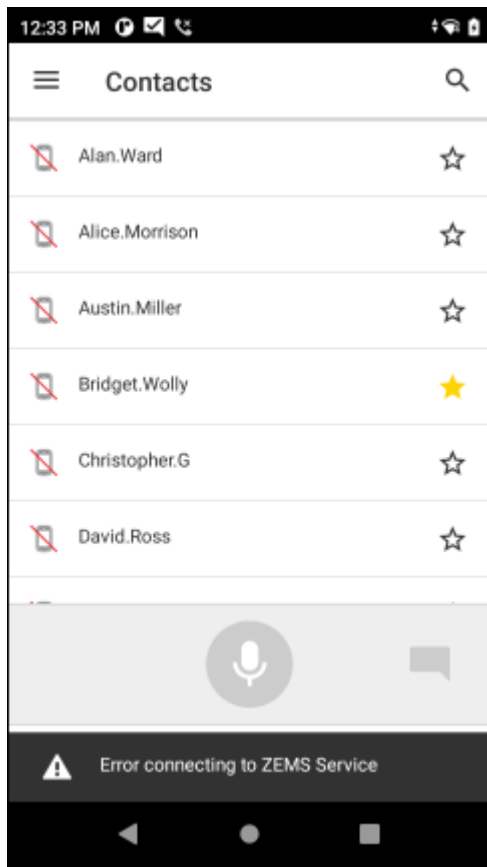 12:33 PM
Contacts
Alan.Ward
Alice.Morrison
Austin.Miller
Bridget.Wolly
Christopher.G
David.Ross
Error connecting to ZEMS Service